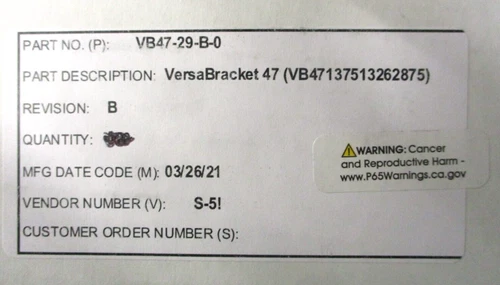 PART NO. (P): VB47-29-B-0
PART DESCRIPTION: VersaBracket 47 (VB47137513262875)
REVISION: B
QUANTITY:
MFG DATE CODE (M): 03/26/21
VENDOR NUMBER (V): S-5!
CUSTOMER ORDER NUMBER (S):
WARNING: Cancer
and Reproductive Harm -
www.P65Warnings.ca.gov